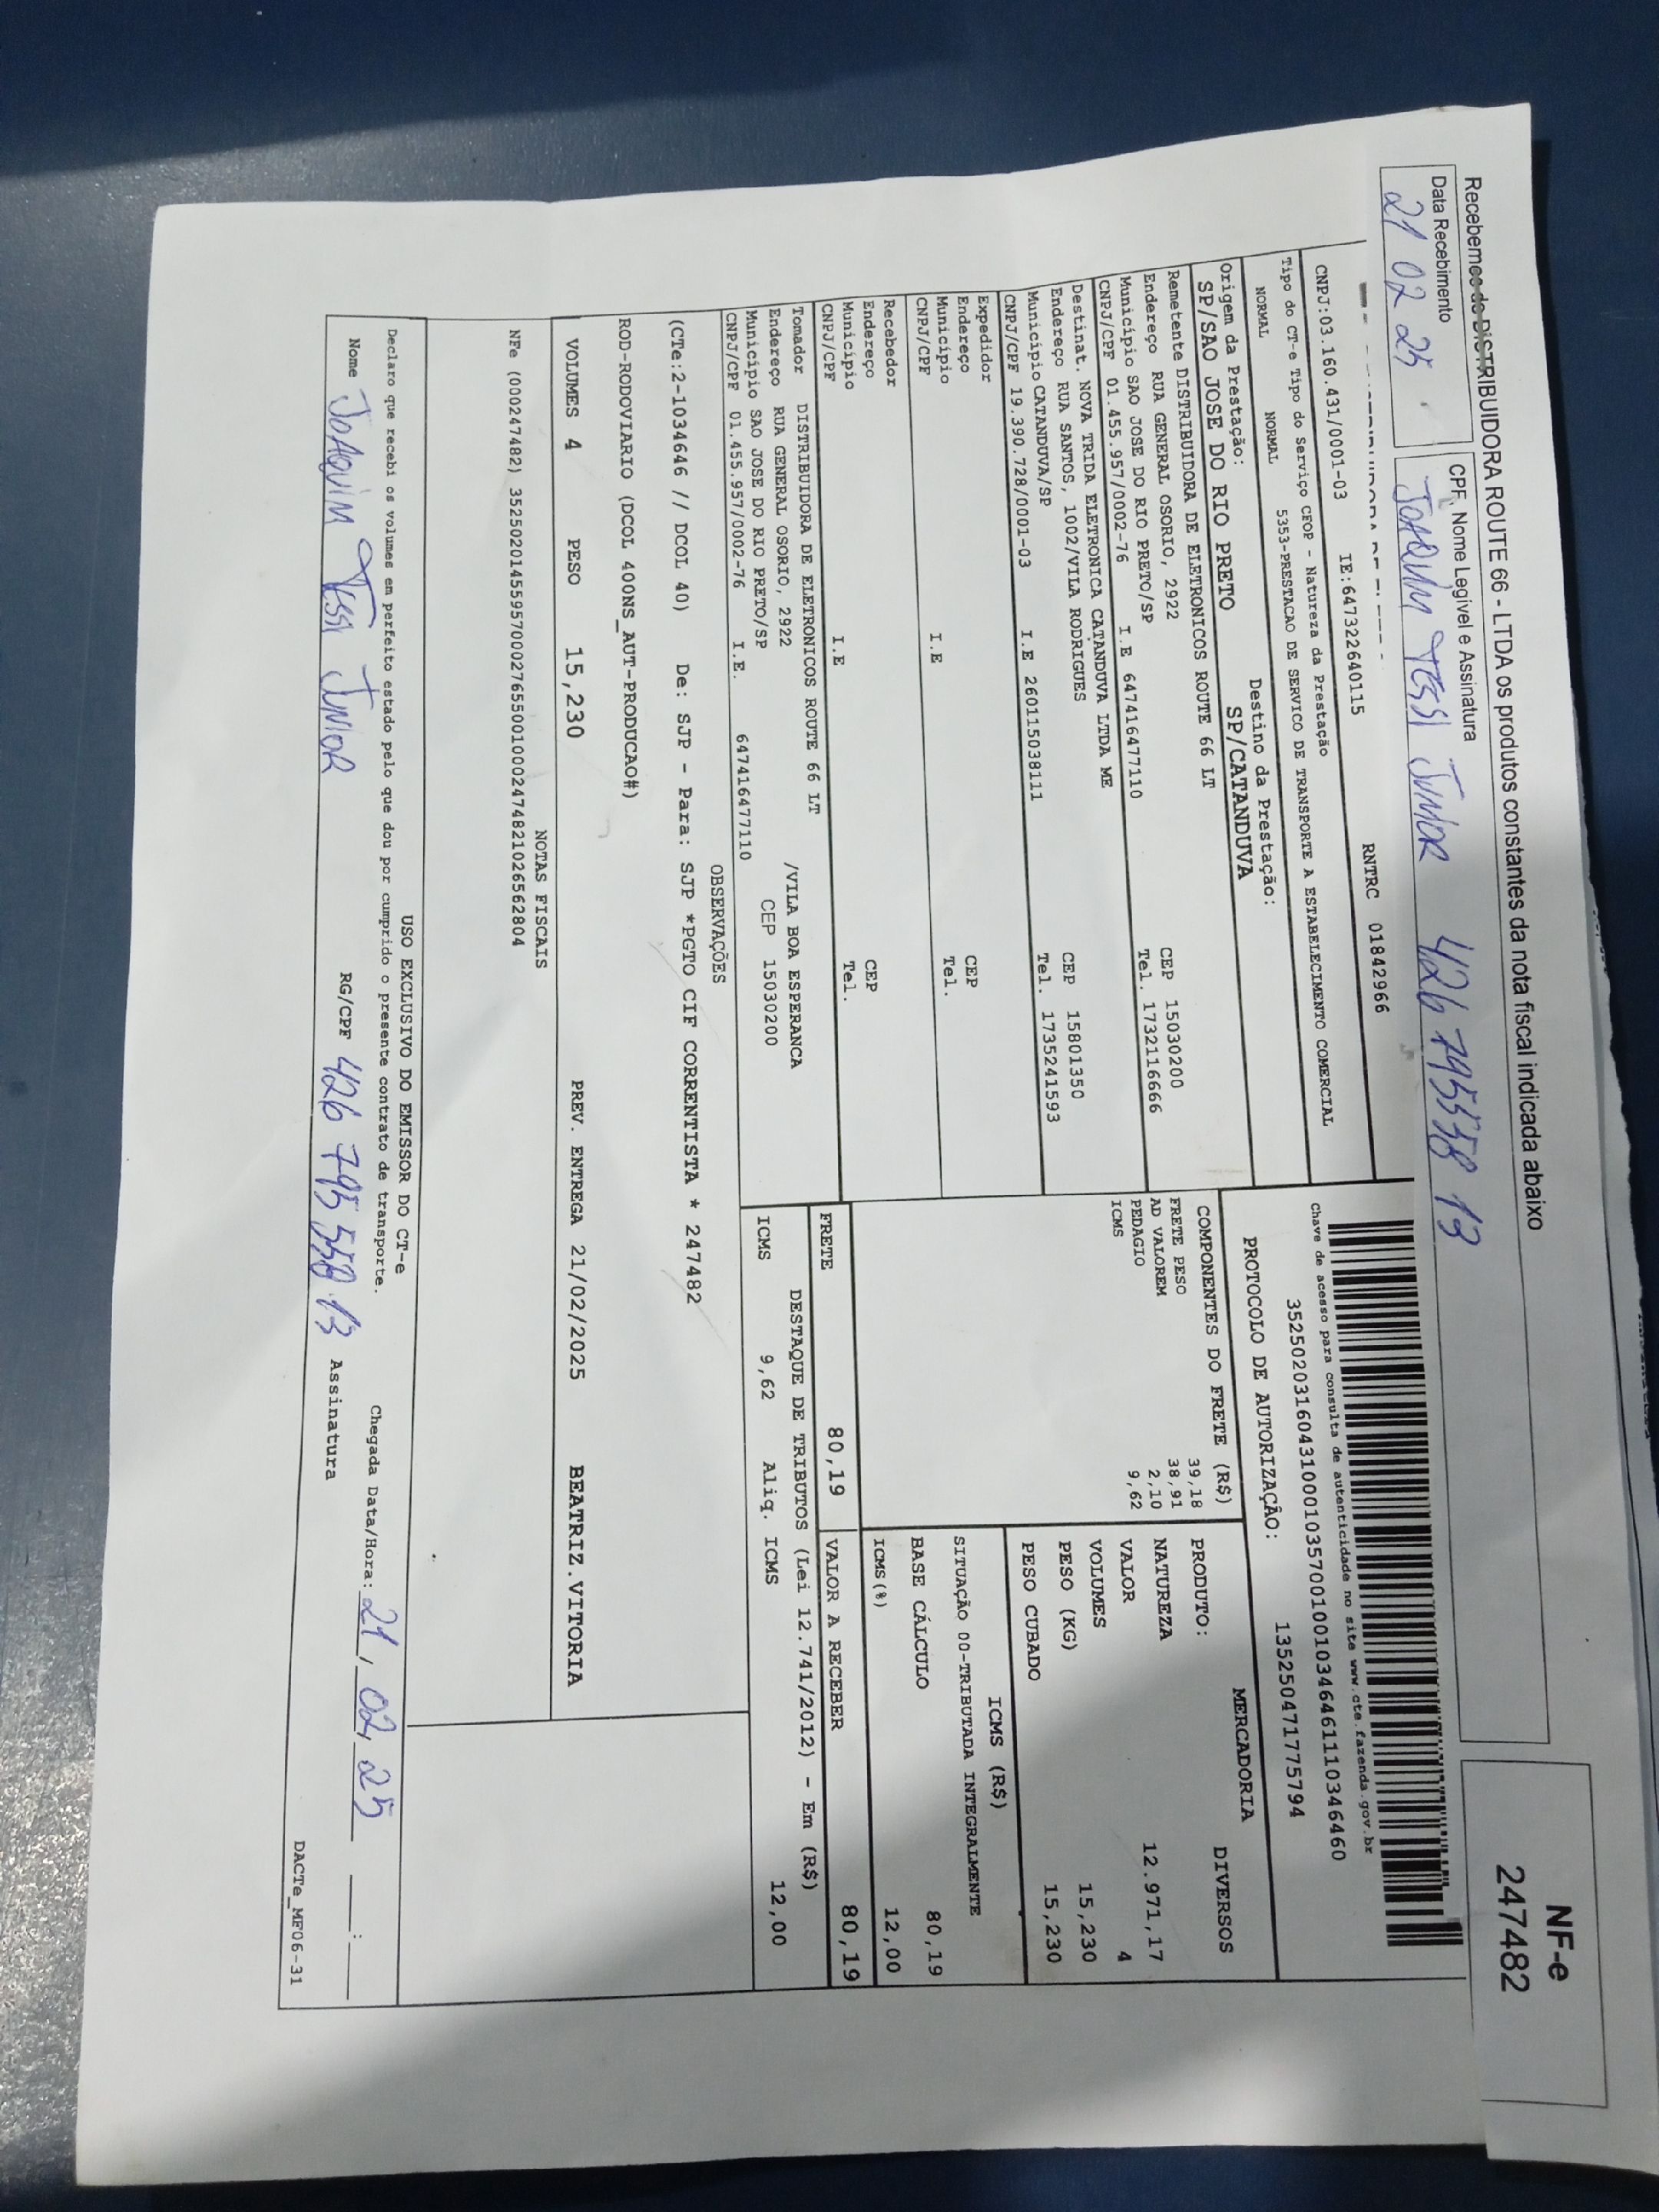 Recebemos de DISTRIBUIDORA ROUTE 66 - LTDA os produtos constantes da nota fiscal indicada abaixo
NF-e
247482
Data Recebimento
21 02 25
CPF, Nome Legivel e Assinatura
JOAQUIM TESSI JUNIOR 426 795558 13
CNPJ:03.160.431/0001-03 IE:647322640115 RNTRC 01842966
Tipo do CT-e Tipo do Serviço CFOP - Natureza da Prestação
NORMAL NORMAL 5353-PRESTACAO DE SERVICO DE TRANSPORTE A ESTABELECIMENTO COMERCIAL
Chave de acesso para consulta de autenticidade no site www.cte.fazenda.gov.br
35250203160431000103570010010346461110346460
PROTOCOLO DE AUTORIZAÇÃO: 135250471775794
Origem da Prestação: Destino da Prestação:
SP/SAO JOSE DO RIO PRETO SP/CATANDUVA
Remetente DISTRIBUIDORA DE ELETRONICOS ROUTE 66 LT
Endereço RUA GENERAL OSORIO, 2922 CEP 15030200
Município SAO JOSE DO RIO PRETO/SP Tel. 1732116666
CNPJ/CPF 01.455.957/0002-76 I.E 647416477110
Destinat. NOVA TRIDA ELETRONICA CATANDUVA LTDA ME
Endereço RUA SANTOS, 1002/VILA RODRIGUES CEP 15801350
Município CATANDUVA/SP Tel. 1735241593
CNPJ/CPF 19.390.728/0001-03 I.E 260115038111
Expedidor
Endereço CEP
Município Tel.
CNPJ/CPF I.E
Recebedor
Endereço CEP
Município Tel.
CNPJ/CPF I.E
COMPONENTES DO FRETE (R$)
FRETE PESO 39,18
AD VALOREM 38,91
PEDAGIO 2,10
ICMS 9,62
MERCADORIA
PRODUTO: DIVERSOS
NATUREZA
VALOR 12.971,17
VOLUMES 4
PESO (KG) 15,230
PESO CUBADO 15,230
ICMS (R$)
SITUAÇÃO 00-TRIBUTADA INTEGRALMENTE
BASE CÁLCULO 80,19
ICMS(%) 12,00
FRETE 80,19 VALOR A RECEBER 80,19
Tomador DISTRIBUIDORA DE ELETRONICOS ROUTE 66 LT
Endereço RUA GENERAL OSORIO, 2922 /VILA BOA ESPERANCA
Município SAO JOSE DO RIO PRETO/SP CEP 15030200
CNPJ/CPF 01.455.957/0002-76 I.E. 647416477110
DESTAQUE DE TRIBUTOS (Lei 12.741/2012) - Em (R$)
ICMS 9,62 Aliq. ICMS 12,00
OBSERVAÇÕES
(CTe:2-1034646 // DCOL 40) De: SJP - Para: SJP *PGTO CIF CORRENTISTA * 247482
ROD-RODOVIARIO (DCOL 400NS_AUT-PRODUCAO#)
VOLUMES 4 PESO 15,230 PREV. ENTREGA 21/02/2025 BEATRIZ.VITORIA
NOTAS FISCAIS
NFe (000247482) 35250201455957000276550010002474821026562804
USO EXCLUSIVO DO EMISSOR DO CT-e
Declaro que recebi os volumes em perfeito estado pelo que dou por cumprido o presente contrato de transporte.
Chegada Data/Hora: 21, 02, 25 __:__
Nome JOAQUIM TESSI JUNIOR RG/CPF 426 795 558 13 Assinatura
DACTe_MF06-31